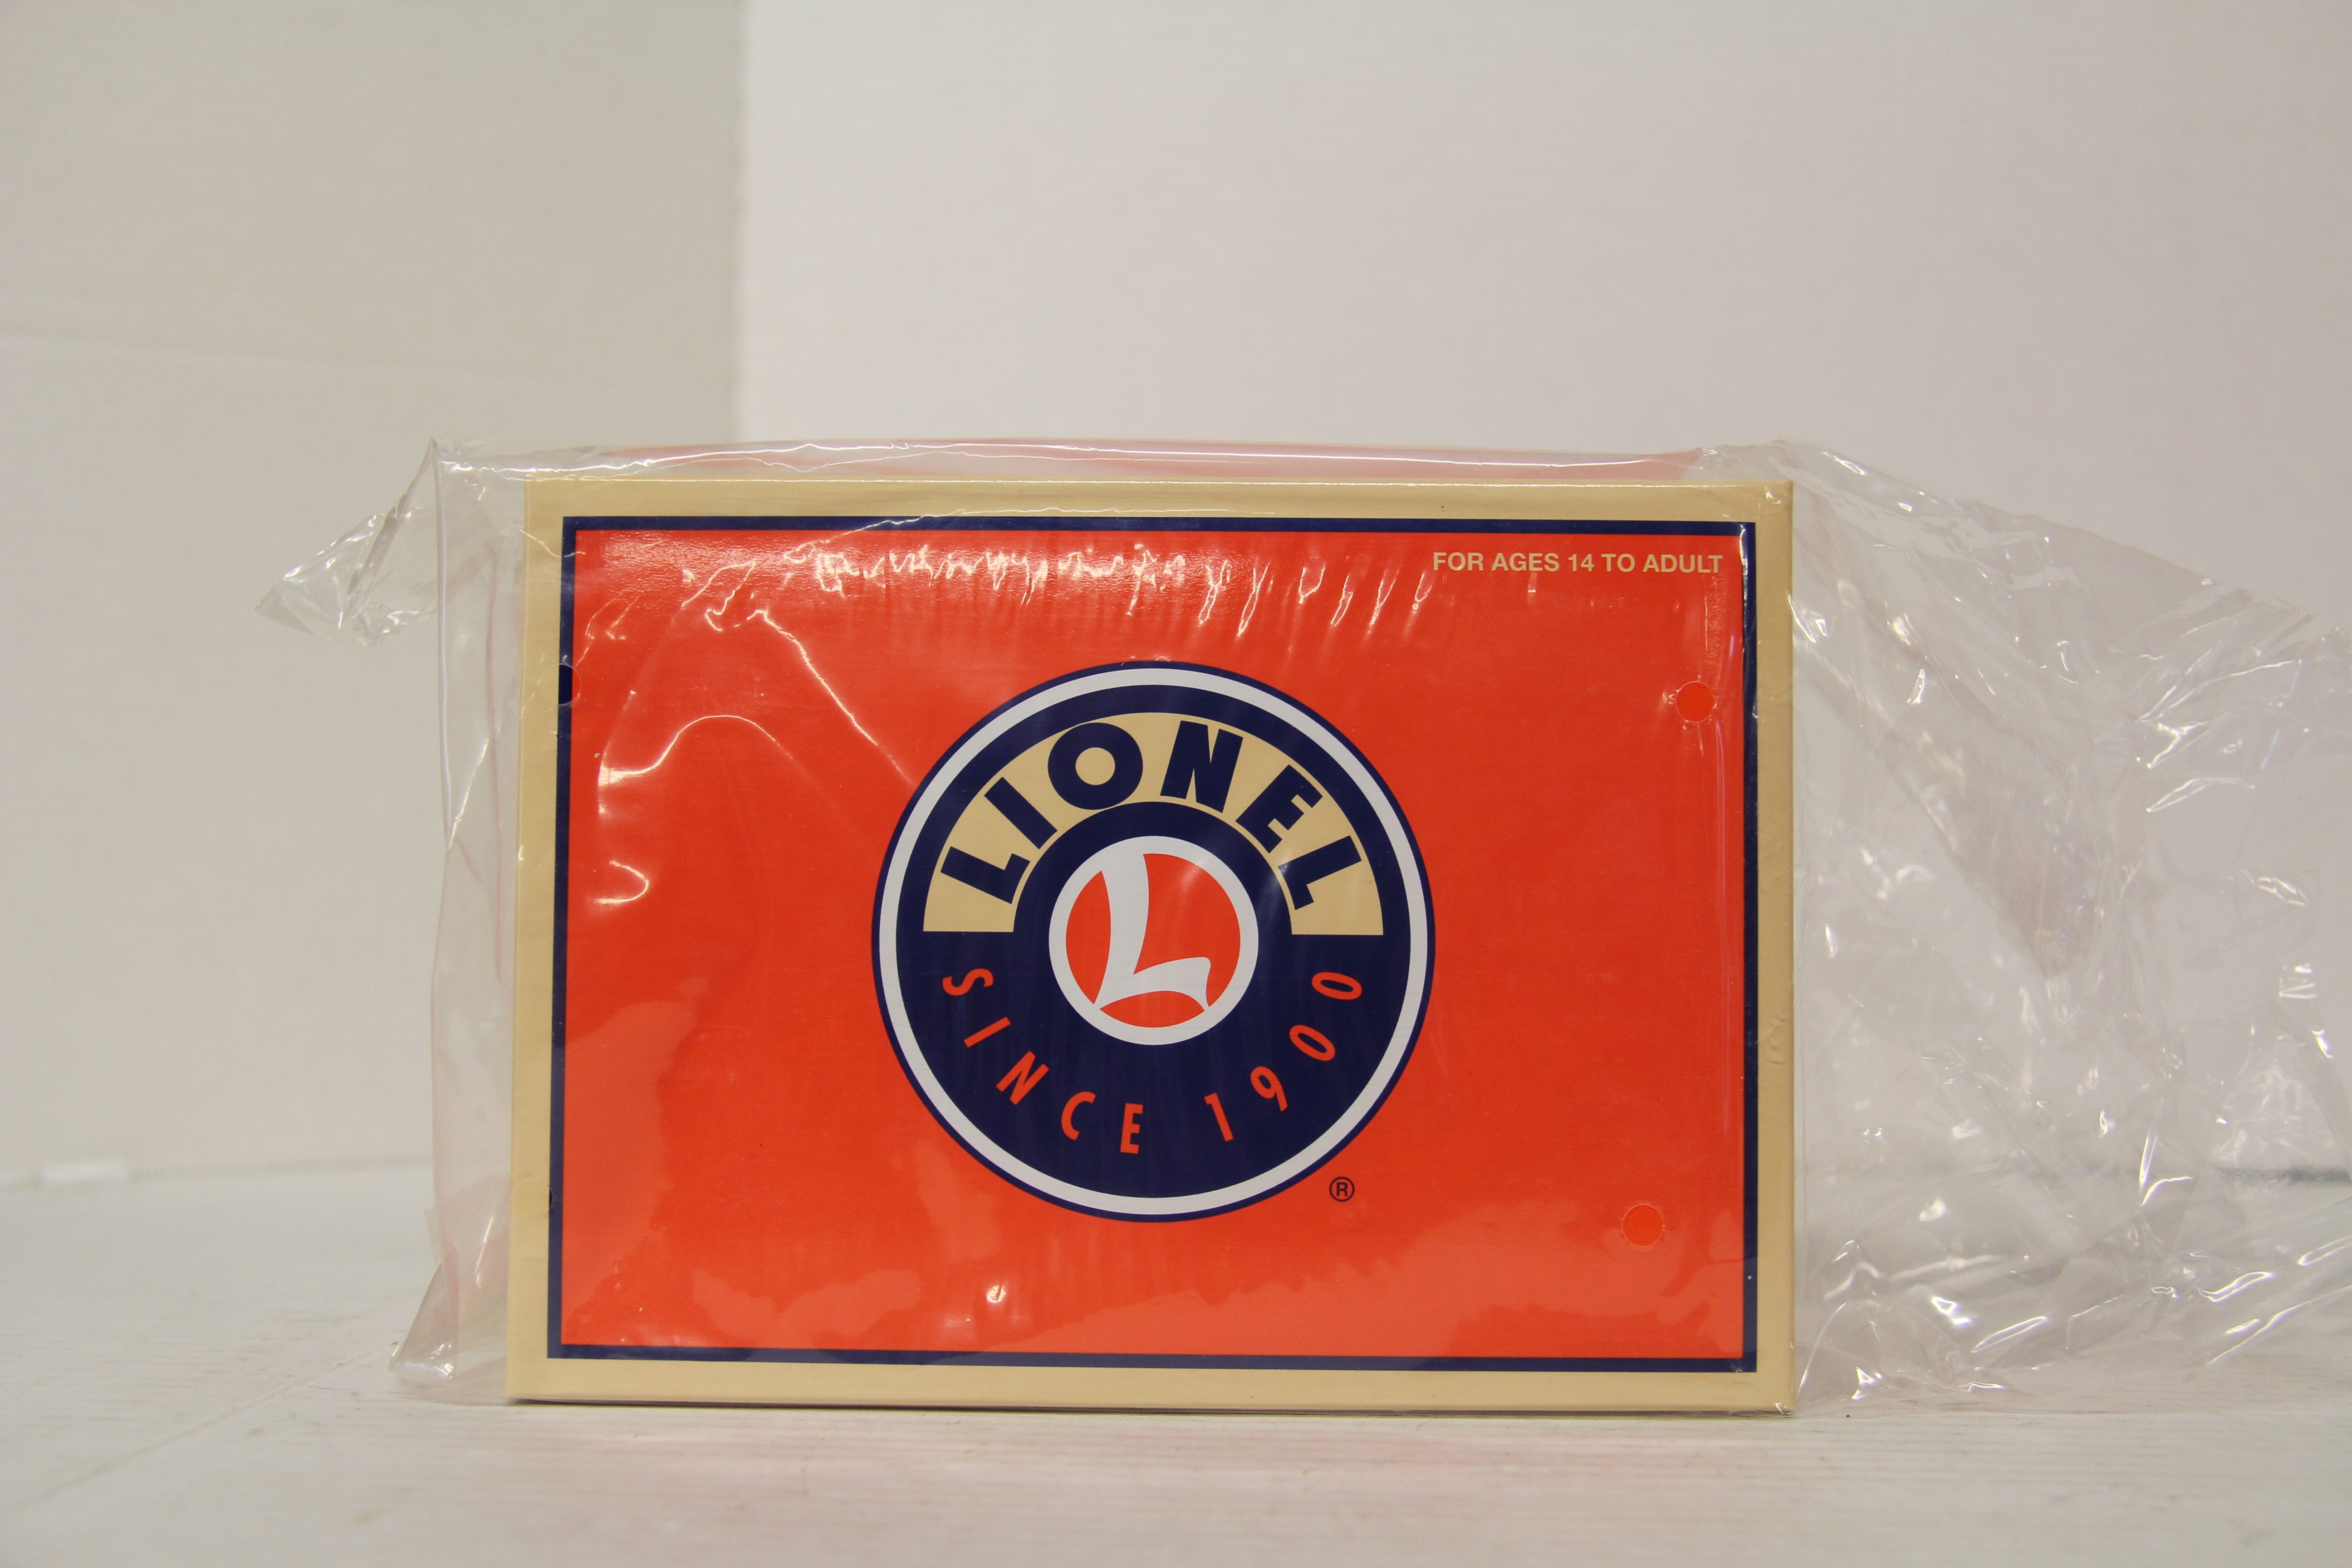 FOR AGES 14 TO ADULT
LIONEL
L
SINCE 1900
®